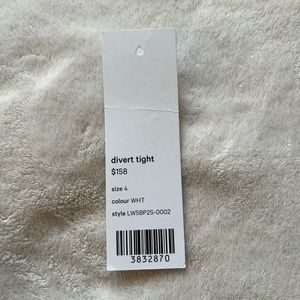 divert tight
$158
size 4
colour WHT
style LW5BP2S-0002
3832870